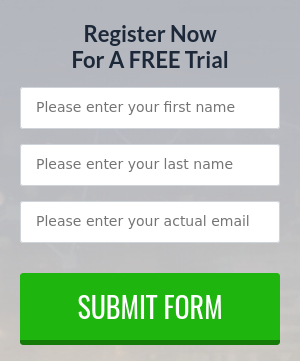 Register Now
For A FREE Trial
Please enter your first name
Please enter your last name
Please enter your actual email
SUBMIT FORM